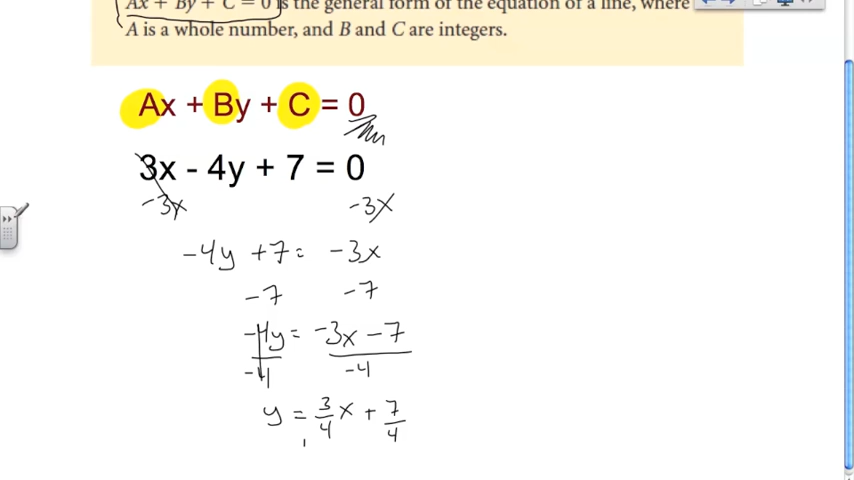 Ax + By + C = 0 is the general form of the equation of a line, where
A is a whole number, and B and C are integers.
Ax + By + C = 0
3x - 4y + 7 = 0
-3x -3x
-4y +7 = -3x
-7 -7
-4y = -3x - 7
-4 -4
y = 3/4 x + 7/4